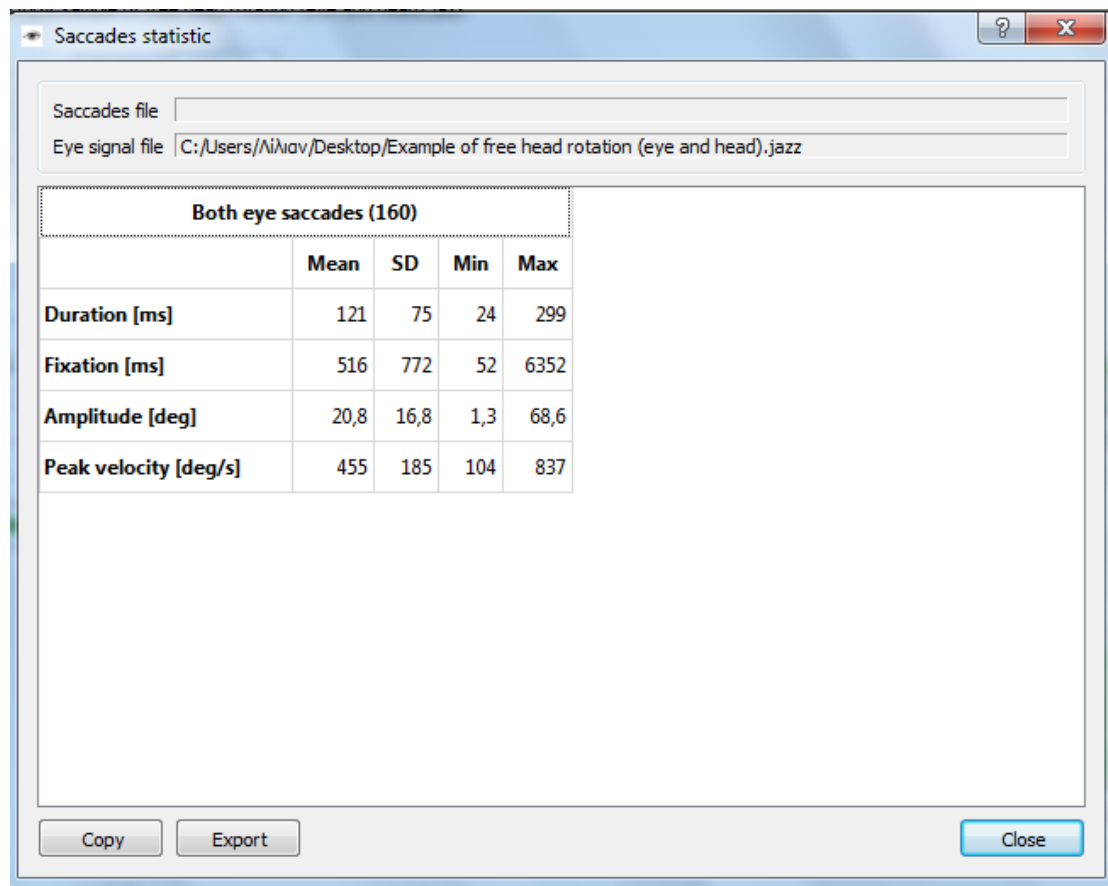 Saccades statistic
Saccades file
Eye signal file C:/Users/Λίλιαν/Desktop/Example of free head rotation (eye and head).jazz
Both eye saccades (160)
Mean SD Min Max
Duration [ms] 121 75 24 299
Fixation [ms] 516 772 52 6352
Amplitude [deg] 20,8 16,8 1,3 68,6
Peak velocity [deg/s] 455 185 104 837
Copy Export Close